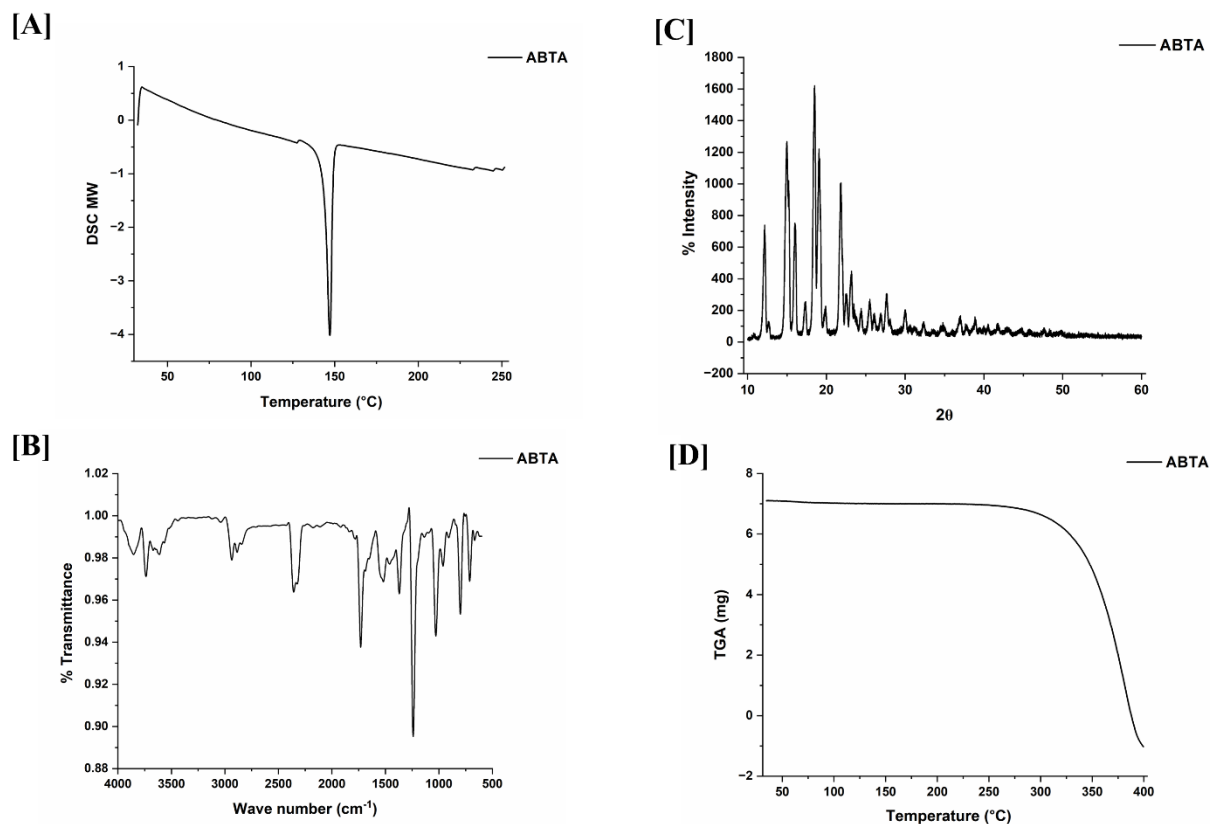 [A]
ABTA
1
0
−1
−2
−3
−4
DSC MW
50 100 150 200 250
Temperature (°C)
[C]
ABTA
1800
1600
1400
1200
1000
800
600
400
200
0
−200
% Intensity
10 20 30 40 50 60
2θ
[B]
ABTA
1.02
1.00
0.98
0.96
0.94
0.92
0.90
0.88
% Transmittance
4000 3500 3000 2500 2000 1500 1000 500
Wave number (cm⁻¹)
[D]
ABTA
8
6
4
2
0
−2
TGA (mg)
50 100 150 200 250 300 350 400
Temperature (°C)